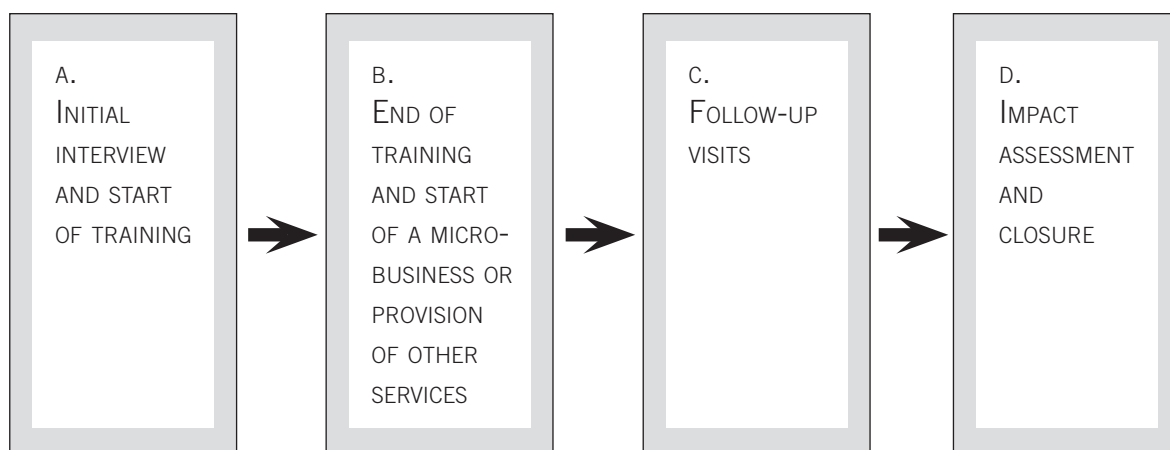 A.
INITIAL
INTERVIEW
AND START
OF TRAINING
B.
END OF
TRAINING
AND START
OF A MICRO-
BUSINESS OR
PROVISION
OF OTHER
SERVICES
C.
FOLLOW-UP
VISITS
D.
IMPACT
ASSESSMENT
AND
CLOSURE